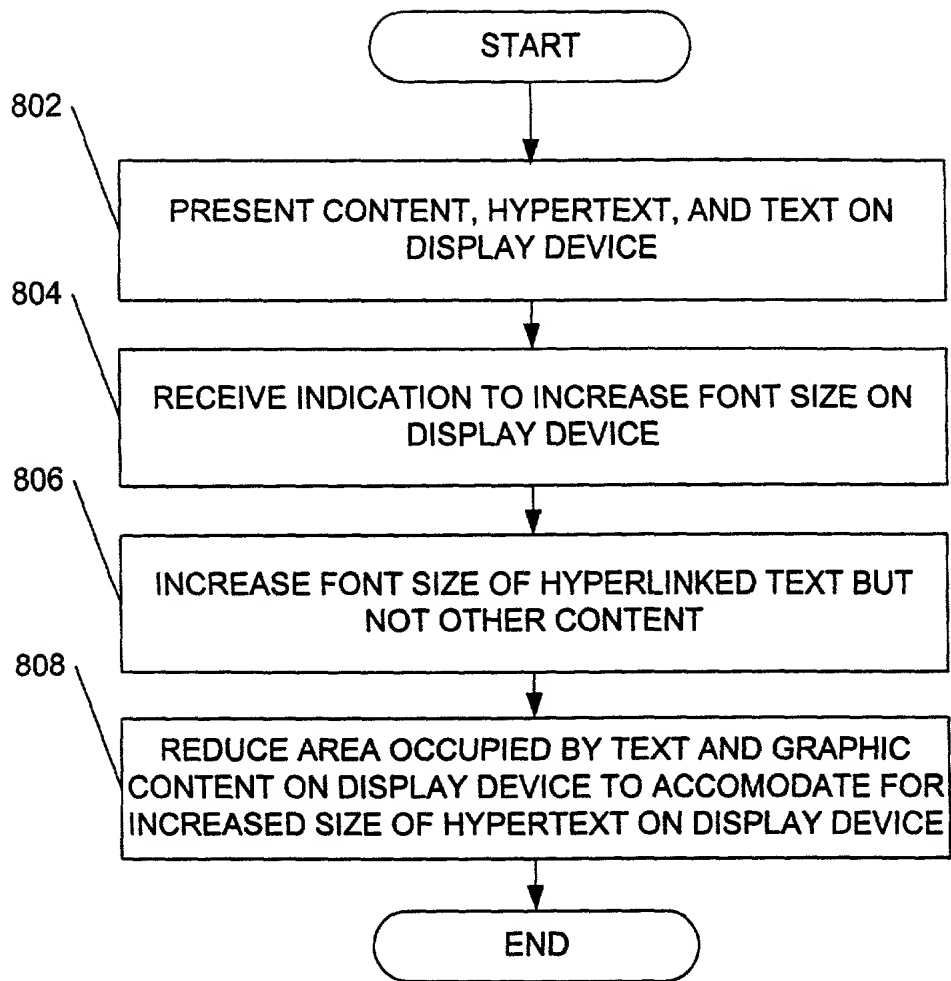 START
802
PRESENT CONTENT, HYPERTEXT, AND TEXT ON
DISPLAY DEVICE
804
RECEIVE INDICATION TO INCREASE FONT SIZE ON
DISPLAY DEVICE
806
INCREASE FONT SIZE OF HYPERLINKED TEXT BUT
NOT OTHER CONTENT
808
REDUCE AREA OCCUPIED BY TEXT AND GRAPHIC
CONTENT ON DISPLAY DEVICE TO ACCOMODATE FOR
INCREASED SIZE OF HYPERTEXT ON DISPLAY DEVICE
END